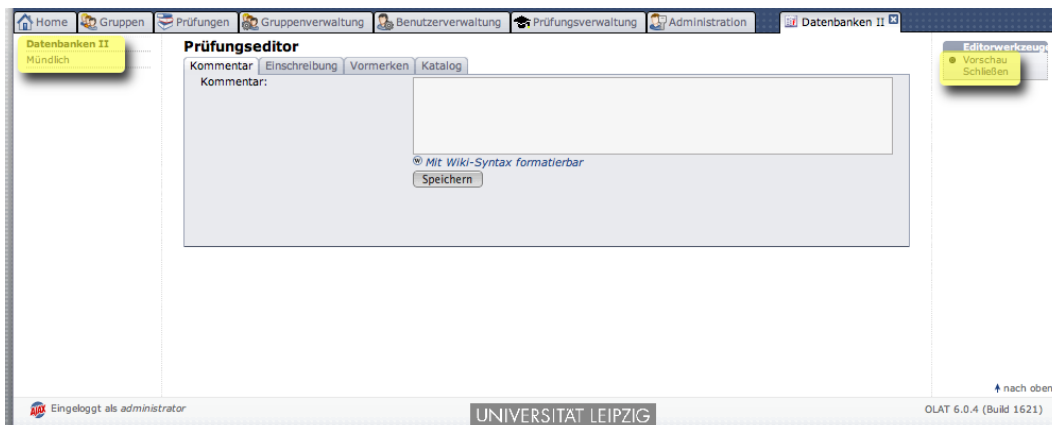 Home Gruppen Prüfungen Gruppenverwaltung Benutzerverwaltung Prüfungsverwaltung Administration Datenbanken II
Datenbanken II
Mündlich
Prüfungseditor
Kommentar Einschreibung Vormerken Katalog
Kommentar:
Mit Wiki-Syntax formatierbar
Speichern
Editorwerkzeuge
Vorschau
Schließen
nach oben
AJAX Eingeloggt als administrator
UNIVERSITÄT LEIPZIG
OLAT 6.0.4 (Build 1621)